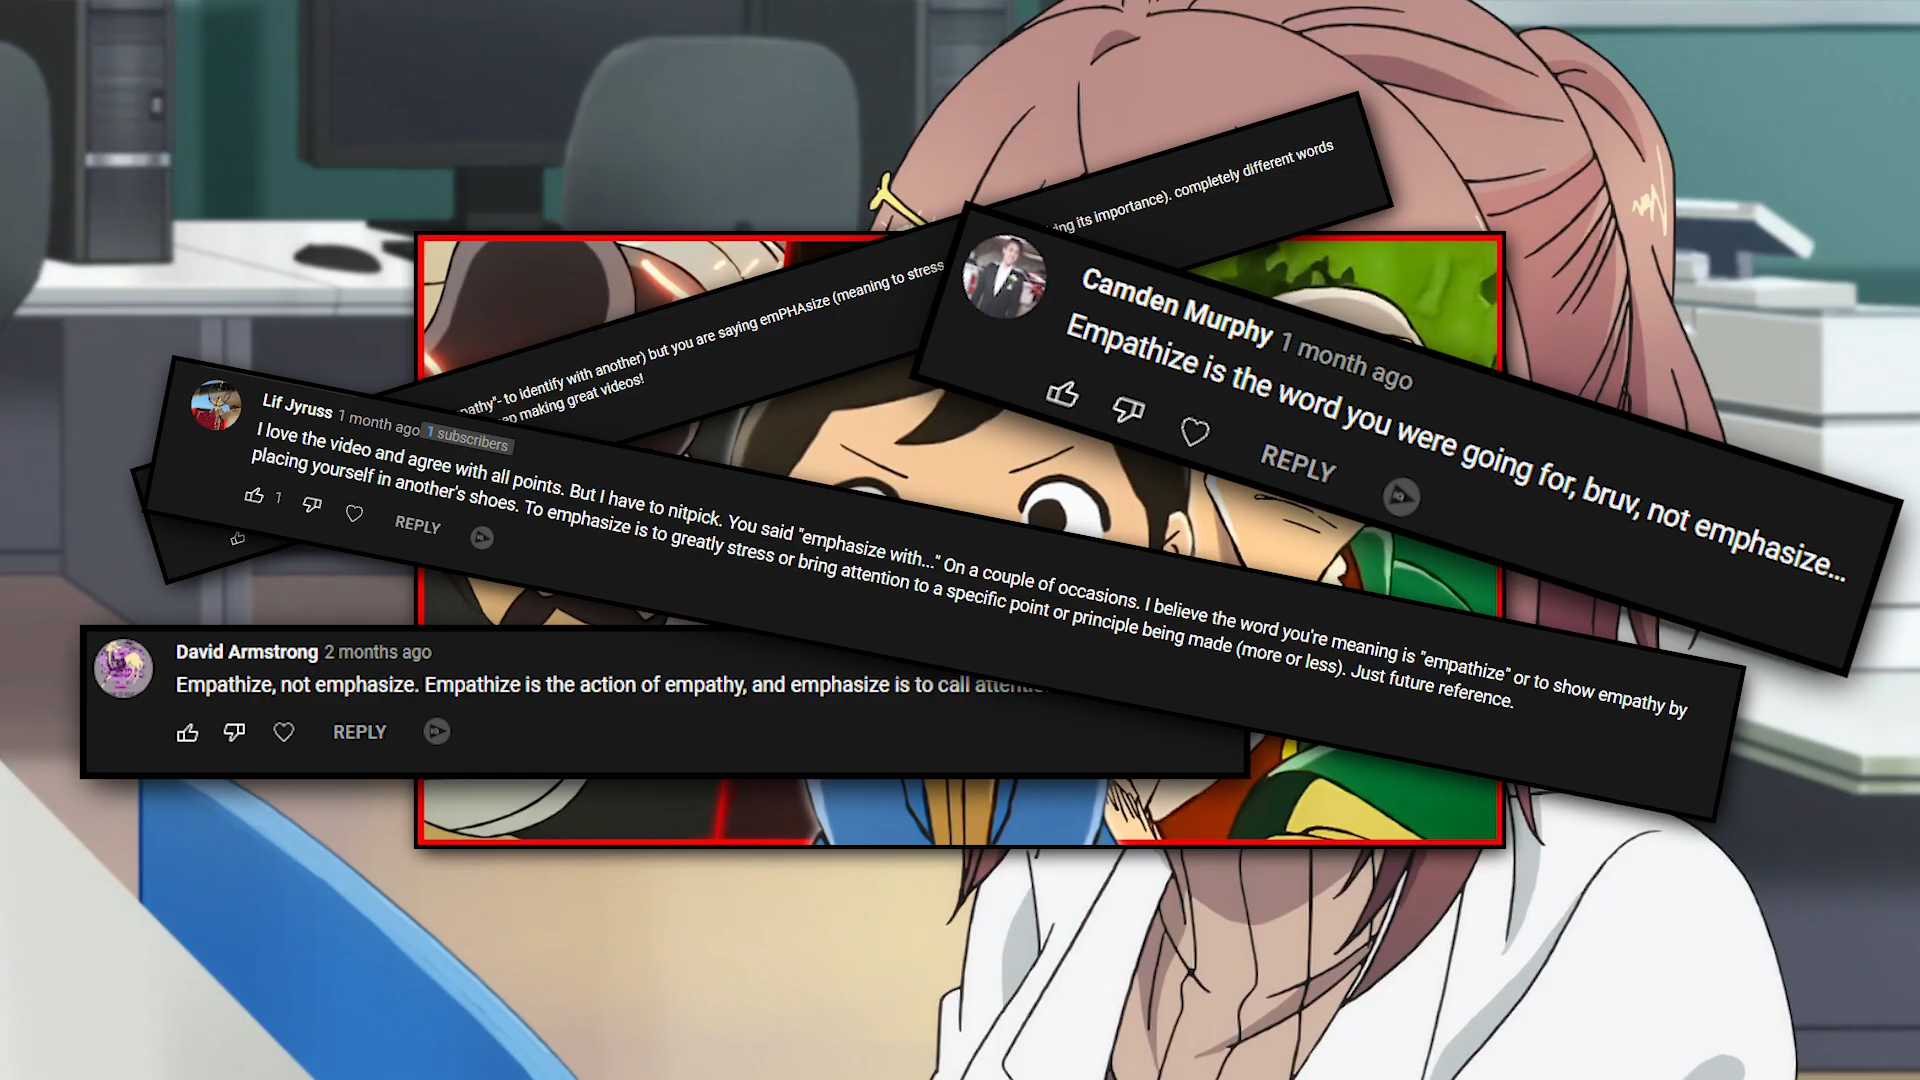 ing its importance). completely different words
pathy"- to identify with another) but you are saying emPHAsize (meaning to stress
ep making great videos!
Camden Murphy 1 month ago
Empathize is the word you were going for, bruv, not emphasize...
REPLY
Lif Jyruss 1 month ago 1 subscribers
I love the video and agree with all points. But I have to nitpick. You said "emphasize with..." On a couple of occasions. I believe the word you're meaning is "empathize" or to show empathy by
placing yourself in another's shoes. To emphasize is to greatly stress or bring attention to a specific point or principle being made (more or less). Just future reference.
1
REPLY
David Armstrong 2 months ago
Empathize, not emphasize. Empathize is the action of empathy, and emphasize is to call
REPLY